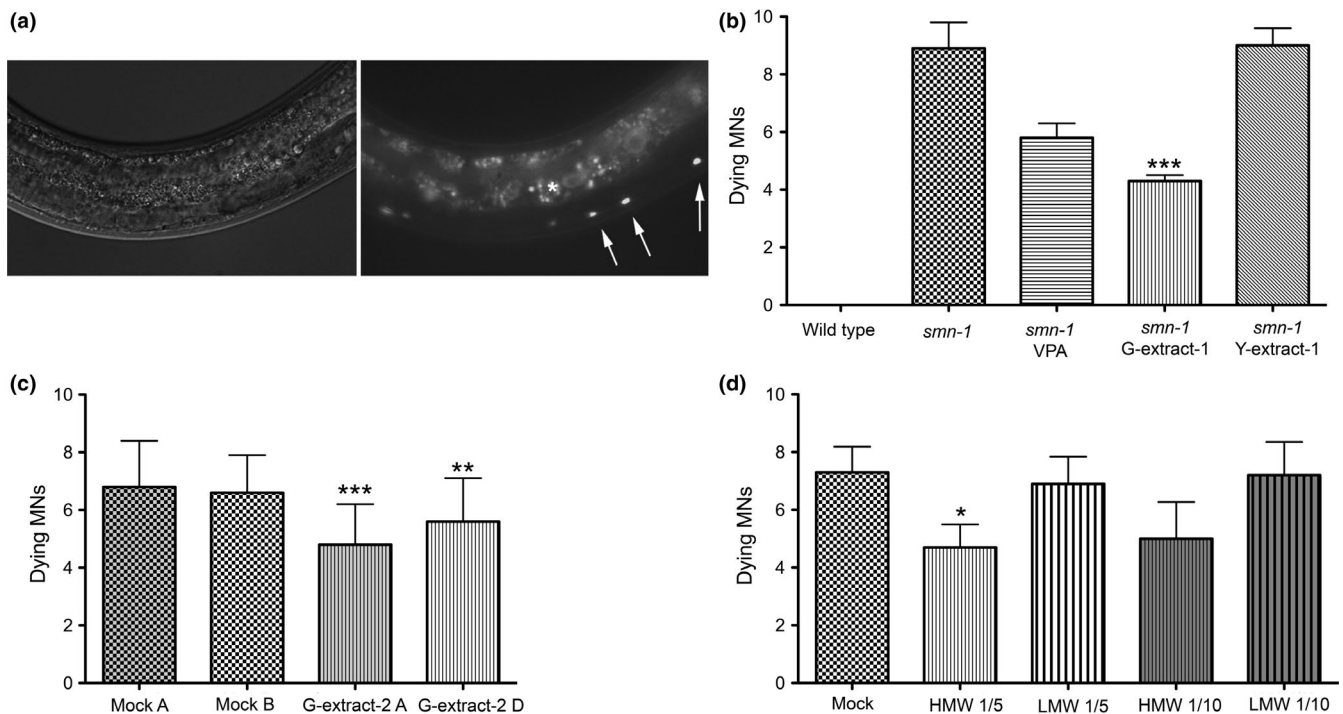 (a)
*
(b)
Dying MNs
10
8
6
4
2
0
***
Wild type
smn-1
smn-1
VPA
smn-1
G-extract-1
smn-1
Y-extract-1
(c)
Dying MNs
10
8
6
4
2
0
***
**
Mock A
Mock B
G-extract-2 A
G-extract-2 D
(d)
Dying MNs
10
8
6
4
2
0
*
Mock
HMW 1/5
LMW 1/5
HMW 1/10
LMW 1/10